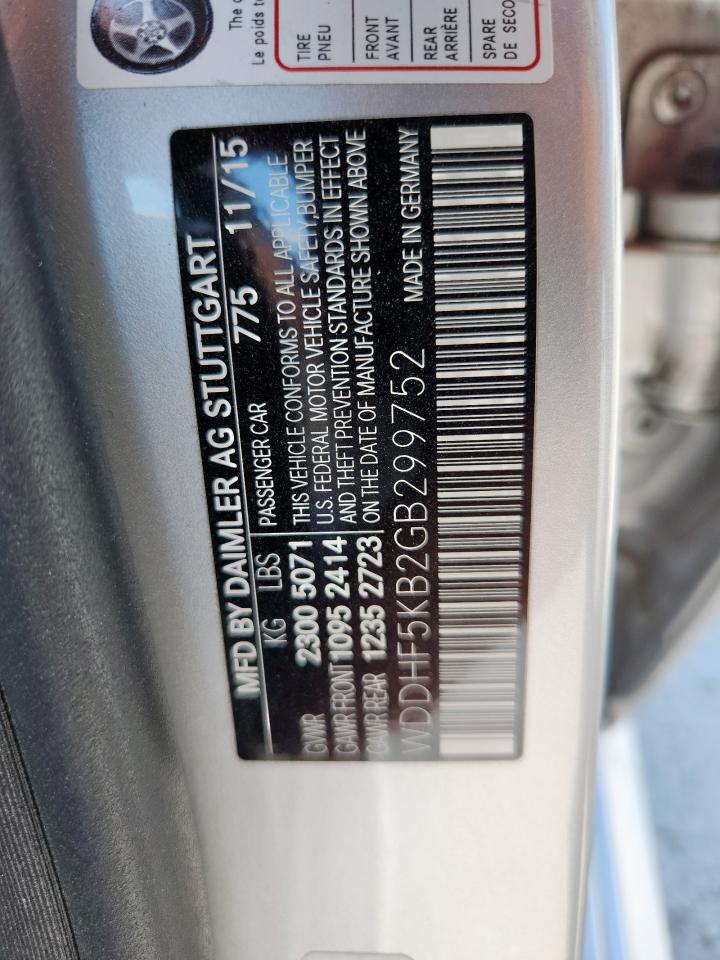 MFD BY DAIMLER AG STUTTGART
KG LBS PASSENGER CAR 775 11/15
GVWR 2300 5071 THIS VEHICLE CONFORMS TO ALL APPLICABLE
GAWR FRONT 1095 2414 U.S. FEDERAL MOTOR VEHICLE SAFETY,BUMPER
GAWR REAR 1235 2723 AND THEFT PREVENTION STANDARDS IN EFFECT
ON THE DATE OF MANUFACTURE SHOWN ABOVE
WDDHF5KB2GB299752 MADE IN GERMANY
The
Le poids
TIRE
PNEU
FRONT
AVANT
REAR
ARRIÈRE
SPARE
DE